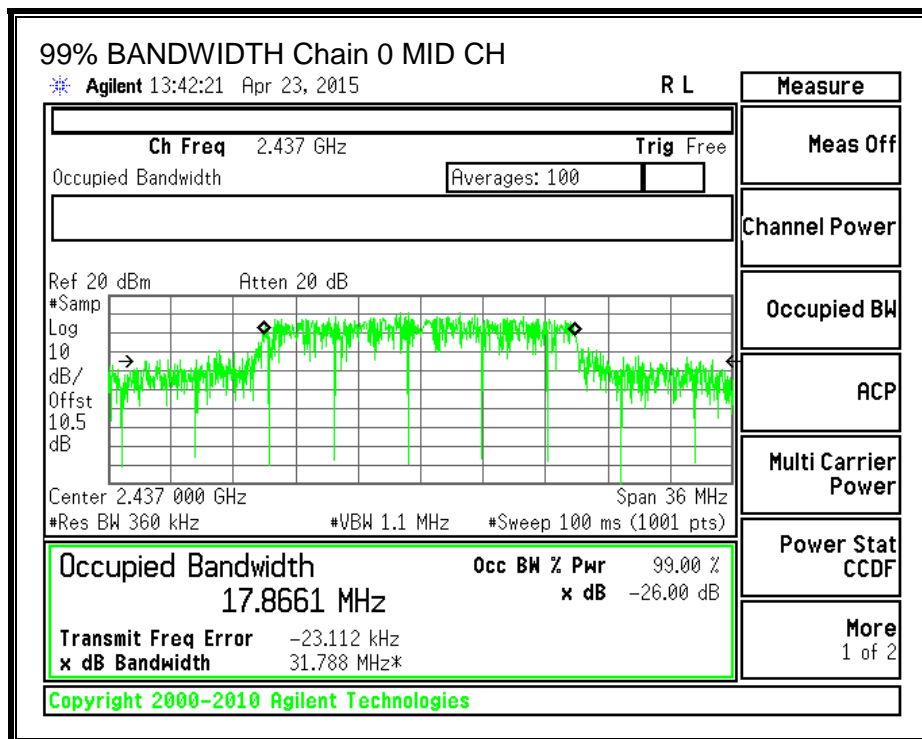 99% BANDWIDTH Chain 0 MID CH
Agilent 13:42:21 Apr 23, 2015 R L
Measure
Ch Freq 2.437 GHz Trig Free
Meas Off
Occupied Bandwidth Averages: 100
Channel Power
Ref 20 dBm Atten 20 dB
#Samp
Log
10
dB/
Offst
10.5
dB
Occupied BW
ACP
Center 2.437 000 GHz Span 36 MHz
#Res BW 360 kHz #VBW 1.1 MHz #Sweep 100 ms (1001 pts)
Multi Carrier
Power
Occupied Bandwidth Occ BW % Pwr 99.00 %
17.8661 MHz x dB -26.00 dB
Power Stat
CCDF
Transmit Freq Error -23.112 kHz
x dB Bandwidth 31.788 MHz*
More
1 of 2
Copyright 2000-2010 Agilent Technologies